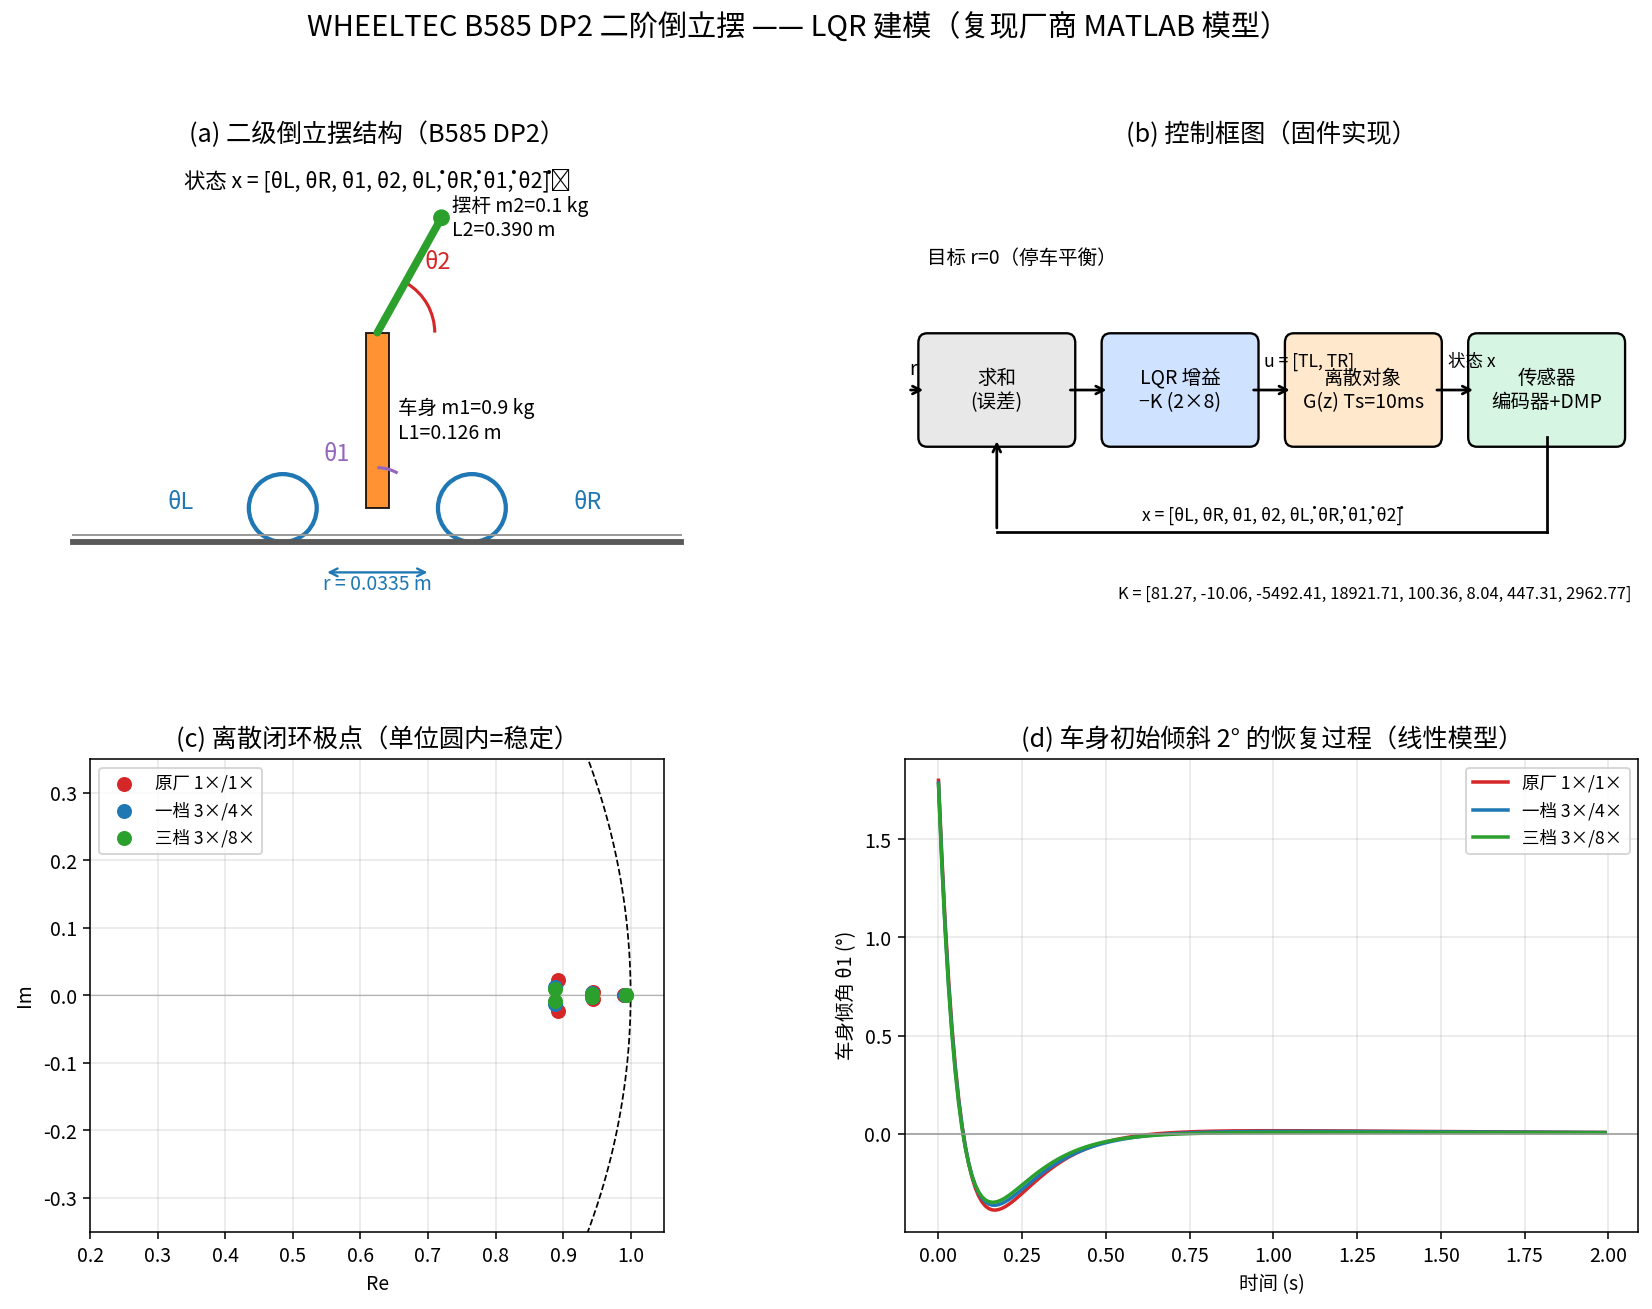 WHEELTEC B585 DP2 二阶倒立摆 —— LQR 建模（复现厂商 MATLAB 模型）
(a) 二级倒立摆结构（B585 DP2）
状态 x = [θL, θR, θ1, θ2, θL̇, θṘ, θ1̇, θ2̇]
摆杆 m2=0.1 kg
L2=0.390 m
θ2
车身 m1=0.9 kg
L1=0.126 m
θ1
θL
θR
r = 0.0335 m
(b) 控制框图（固件实现）
目标 r=0（停车平衡）
r
求和
(误差)
LQR 增益
−K (2×8)
u = [TL, TR]
离散对象
G(z) Ts=10ms
状态 x
传感器
编码器+DMP
x = [θL, θR, θ1, θ2, θL̇, θṘ, θ1̇, θ2̇]
K = [81.27, -10.06, -5492.41, 18921.71, 100.36, 8.04, 447.31, 2962.77]
(c) 离散闭环极点（单位圆内=稳定）
原厂 1×/1×
一档 3×/4×
三档 3×/8×
0.3
0.2
0.1
0.0
-0.1
-0.2
-0.3
Im
0.2 0.3 0.4 0.5 0.6 0.7 0.8 0.9 1.0
Re
(d) 车身初始倾斜 2° 的恢复过程（线性模型）
原厂 1×/1×
一档 3×/4×
三档 3×/8×
1.5
1.0
0.5
0.0
车身倾角 θ1 (°)
0.00 0.25 0.50 0.75 1.00 1.25 1.50 1.75 2.00
时间 (s)